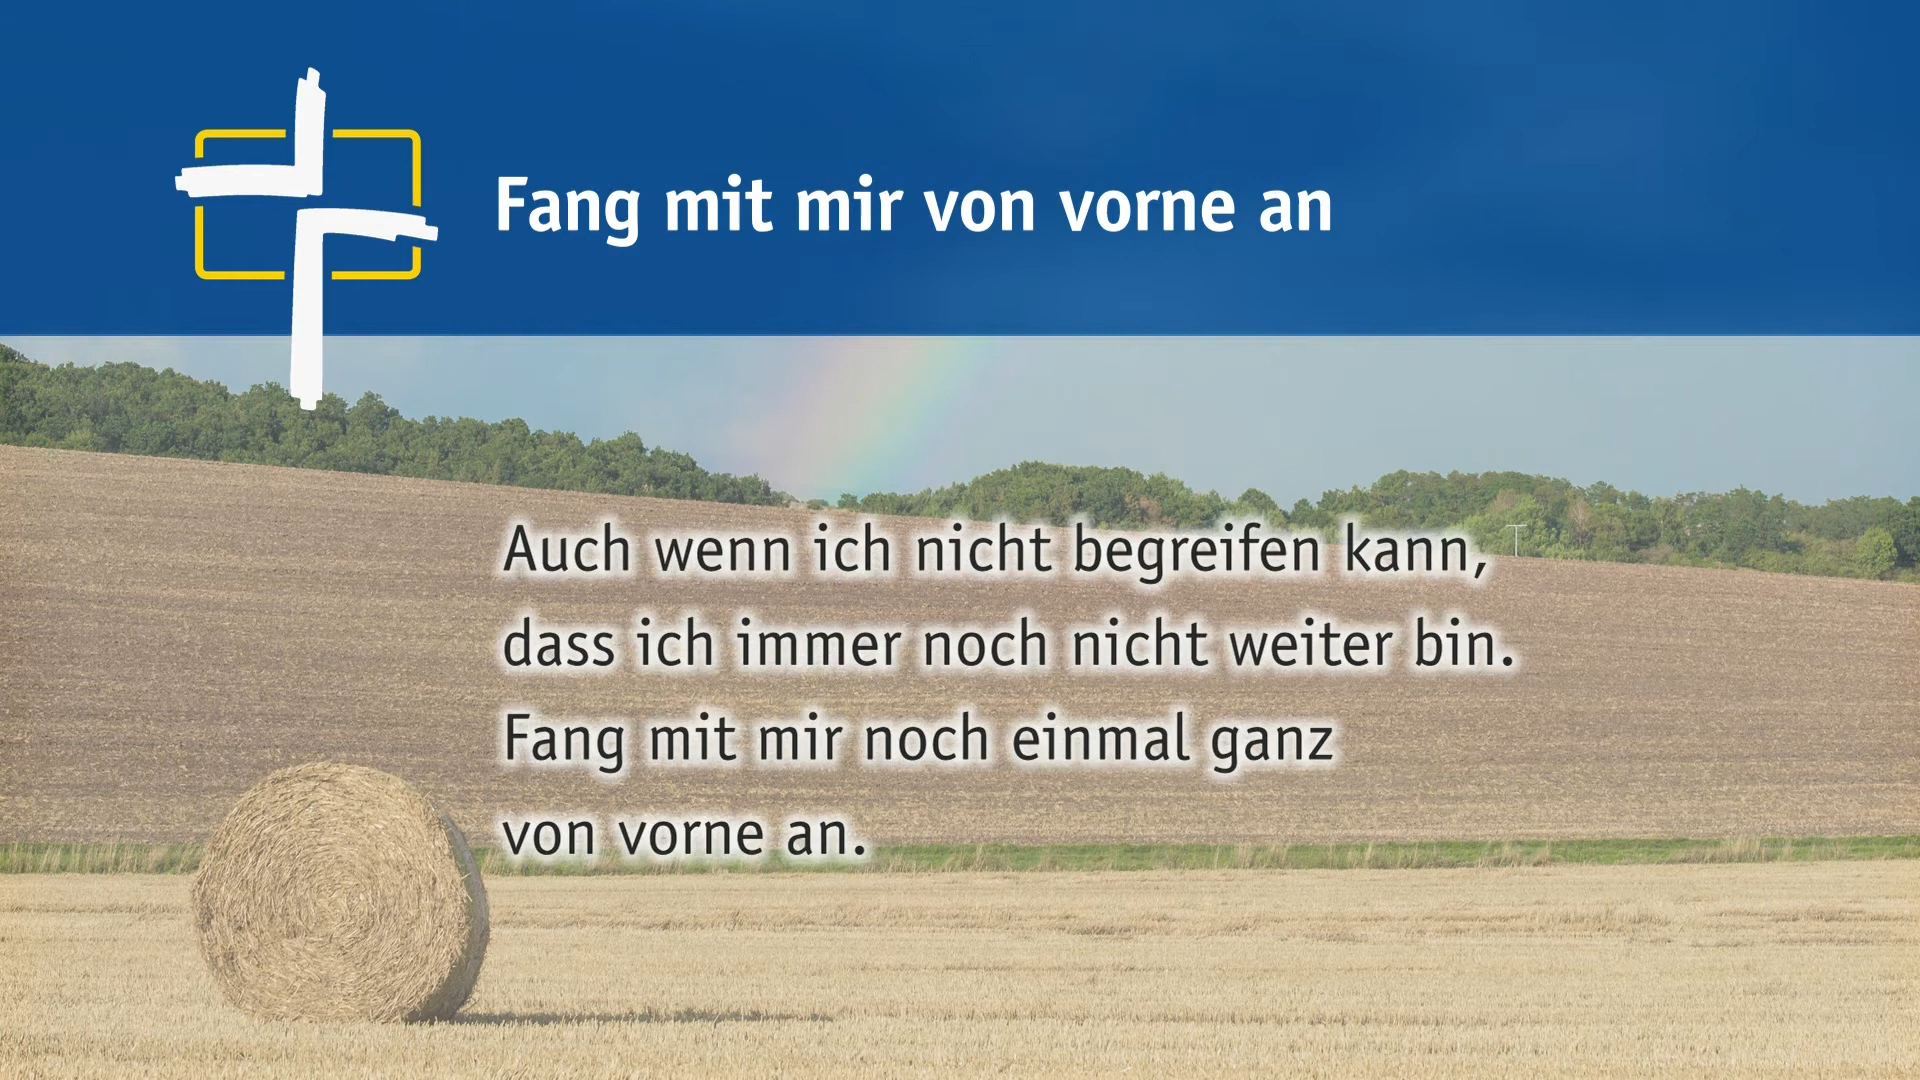 Fang mit mir von vorne an
Auch wenn ich nicht begreifen kann,
dass ich immer noch nicht weiter bin.
Fang mit mir noch einmal ganz
von vorne an.